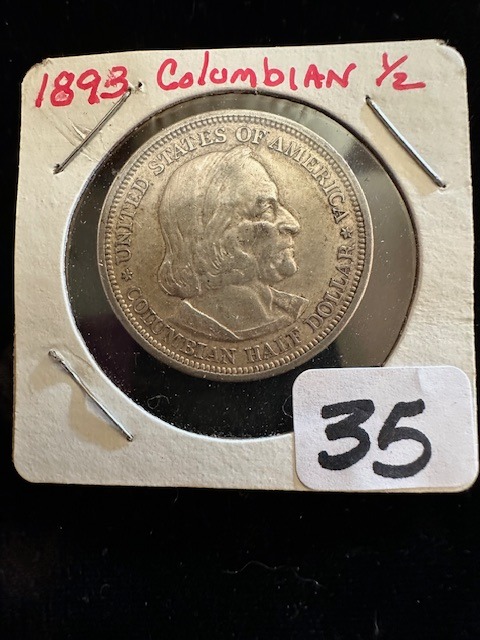 1893 Columbian ½
UNITED STATES OF AMERICA
COLUMBIAN HALF DOLLAR
35